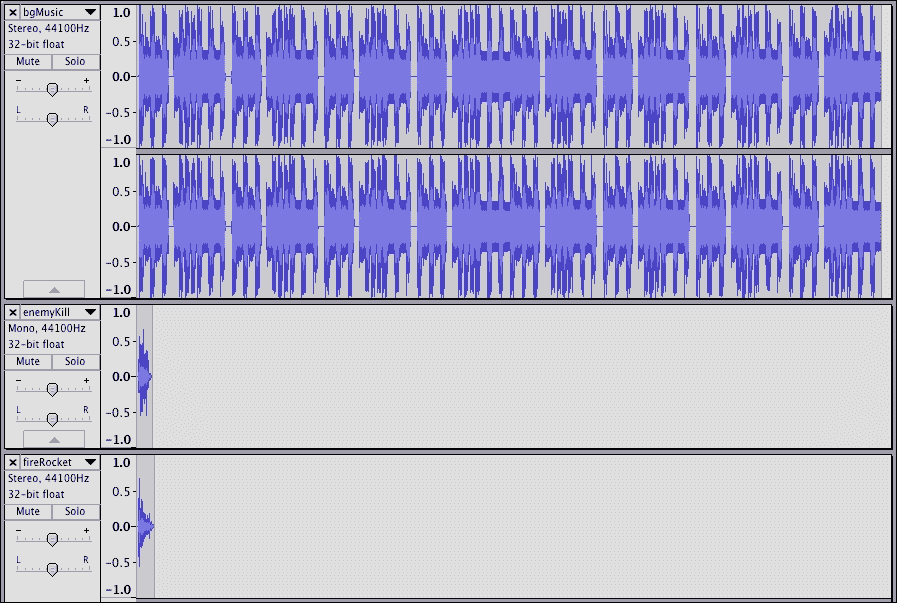 × bgMusic
Stereo, 44100Hz
32-bit float
Mute Solo
- +
L R
1.0
0.5-
0.0-
-0.5-
-1.0
1.0
0.5-
0.0-
-0.5-
-1.0
× enemyKill
Mono, 44100Hz
32-bit float
Mute Solo
- +
L R
1.0
0.5-
0.0-
-0.5-
-1.0
× fireRocket
Stereo, 44100Hz
32-bit float
Mute Solo
- +
L R
1.0
0.5-
0.0-
-0.5-
-1.0